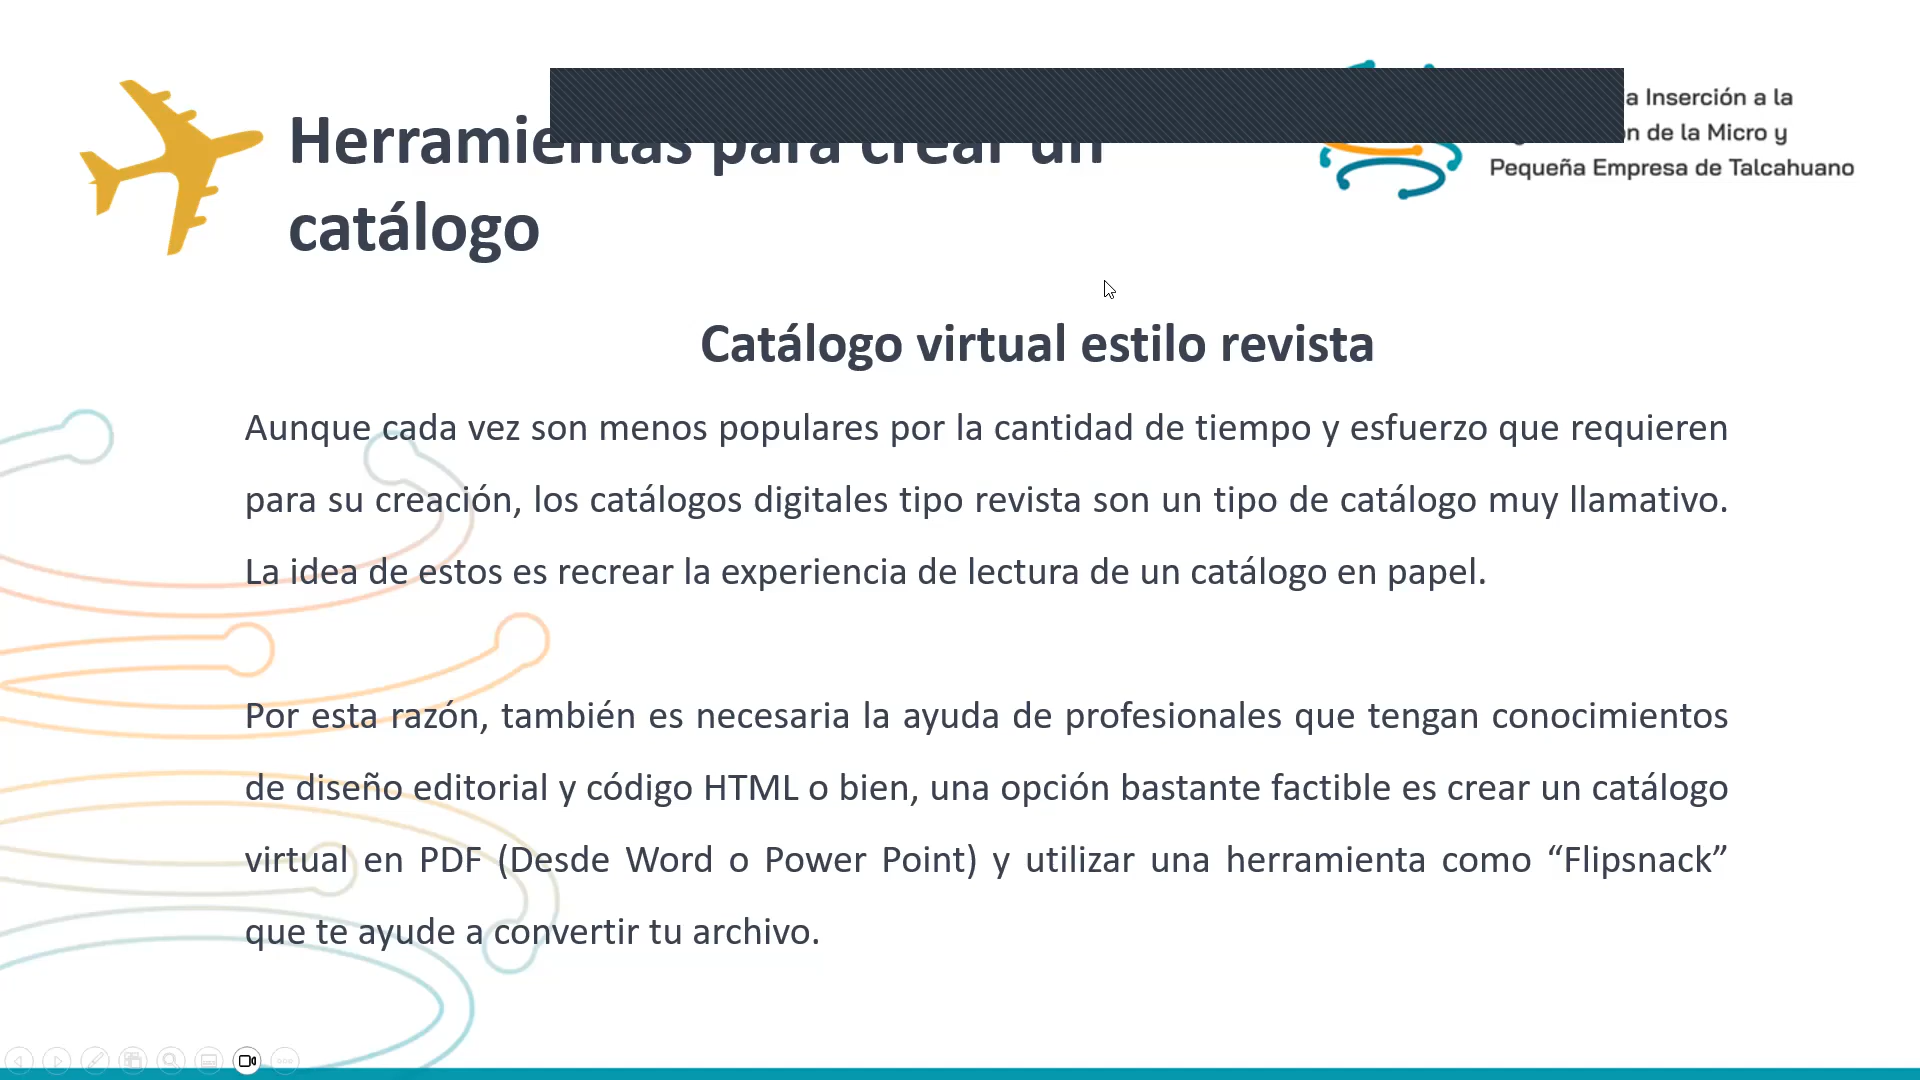 Herramientas para crear un
catálogo
a Inserción a la
n de la Micro y
Pequeña Empresa de Talcahuano
Catálogo virtual estilo revista
Aunque cada vez son menos populares por la cantidad de tiempo y esfuerzo que requieren
para su creación, los catálogos digitales tipo revista son un tipo de catálogo muy llamativo.
La idea de estos es recrear la experiencia de lectura de un catálogo en papel.
Por esta razón, también es necesaria la ayuda de profesionales que tengan conocimientos
de diseño editorial y código HTML o bien, una opción bastante factible es crear un catálogo
virtual en PDF (Desde Word o Power Point) y utilizar una herramienta como “Flipsnack”
que te ayude a convertir tu archivo.